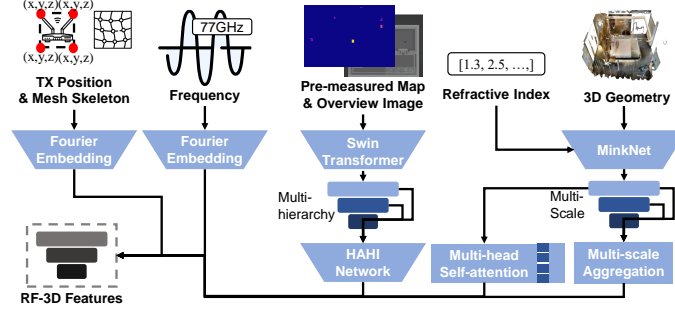 (x,y,z)(x,y,z)
(x,y,z)(x,y,z)
TX Position
& Mesh Skeleton
77GHz
Frequency
Pre-measured Map
& Overview Image
[1.3, 2.5, …,]
Refractive Index
3D Geometry
Fourier
Embedding
Fourier
Embedding
Swin
Transformer
MinkNet
Multi-
hierarchy
Multi-
Scale
HAHI
Network
Multi-head
Self-attention
Multi-scale
Aggregation
RF-3D Features